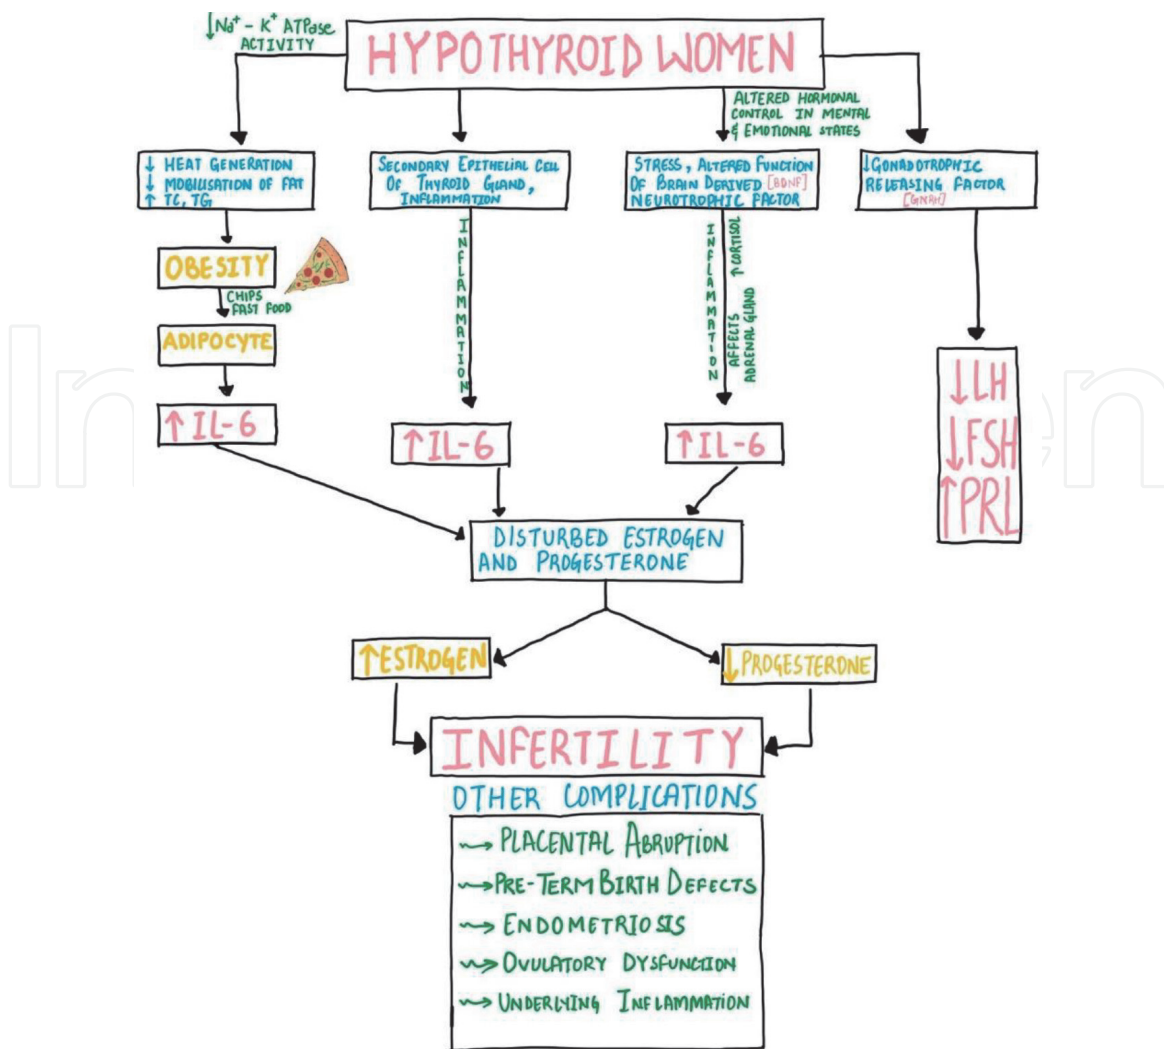 ↓Na⁺ - K⁺ ATPase
ACTIVITY
HYPOTHYROID WOMEN
ALTERED HORMONAL
CONTROL IN MENTAL
& EMOTIONAL STATES
↓ HEAT GENERATION
↓ MOBILISATION OF FAT
↑ TC, TG
SECONDARY EPITHELIAL CELL
OF THYROID GLAND,
INFLAMMATION
STRESS, ALTERED FUNCTION
OF BRAIN DERIVED [BDNF]
NEUROTROPHIC FACTOR
↓GONADOTROPHIC
RELEASING FACTOR
[GNRH]
OBESITY
CHIPS
FAST FOOD
ADIPOCYTE
↑IL-6
INFLAMMATION
↑IL-6
INFLAMMATION
AFFECTS ↑ CORTISOL
ADRENAL GLAND
↑IL-6
↓LH
↓FSH
↑PRL
DISTURBED ESTROGEN
AND PROGESTERONE
↑ESTROGEN
↓PROGESTERONE
INFERTILITY
OTHER COMPLICATIONS
PLACENTAL ABRUPTION
PRE-TERM BIRTH DEFECTS
ENDOMETRIOSIS
OVULATORY DYSFUNCTION
UNDERLYING INFLAMMATION